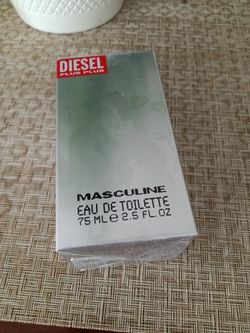 DIESEL
PLUS PLUS
MASCULINE
EAU DE TOILETTE
75 ML ℮ 2.5 FL.OZ